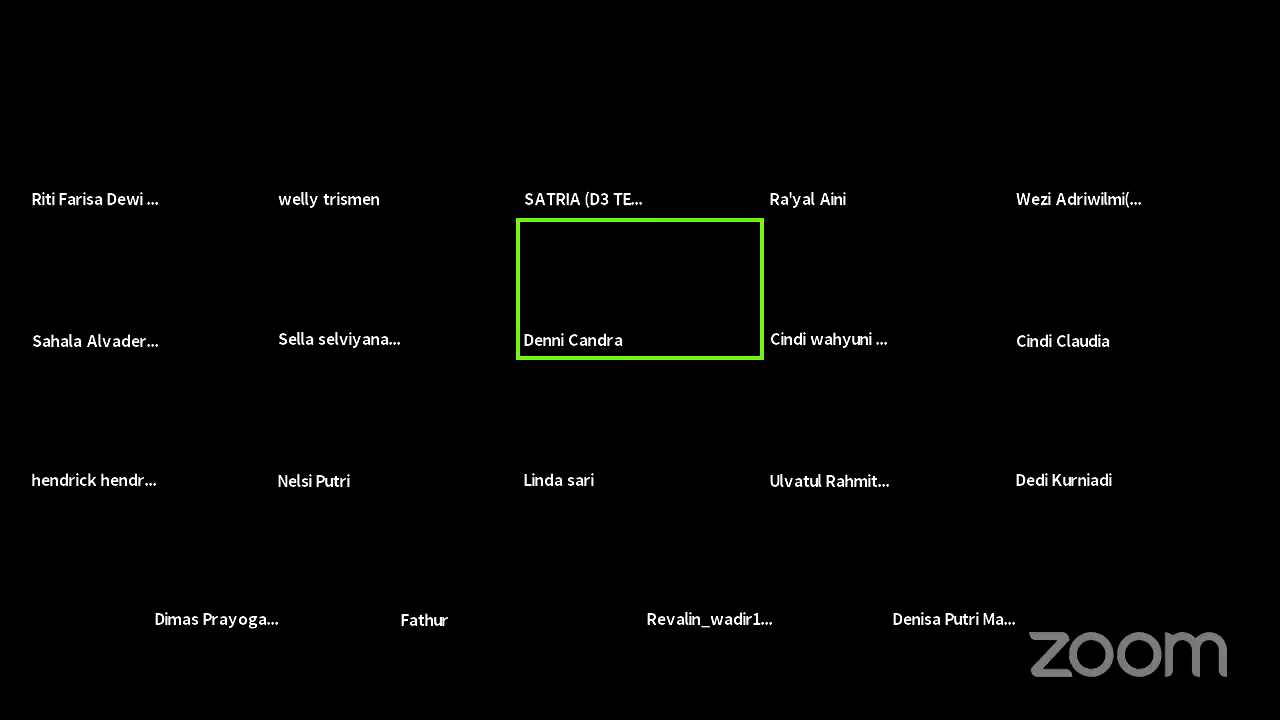 Riti Farisa Dewi ...
welly trismen
SATRIA (D3 TE...
Ra'yal Aini
Wezi Adriwilmi(...
Sahala Alvader...
Sella selviyana...
Denni Candra
Cindi wahyuni ...
Cindi Claudia
hendrick hendr...
Nelsi Putri
Linda sari
Ulvatul Rahmit...
Dedi Kurniadi
Dimas Prayoga...
Fathur
Revalin_wadir1...
Denisa Putri Ma...
zoom